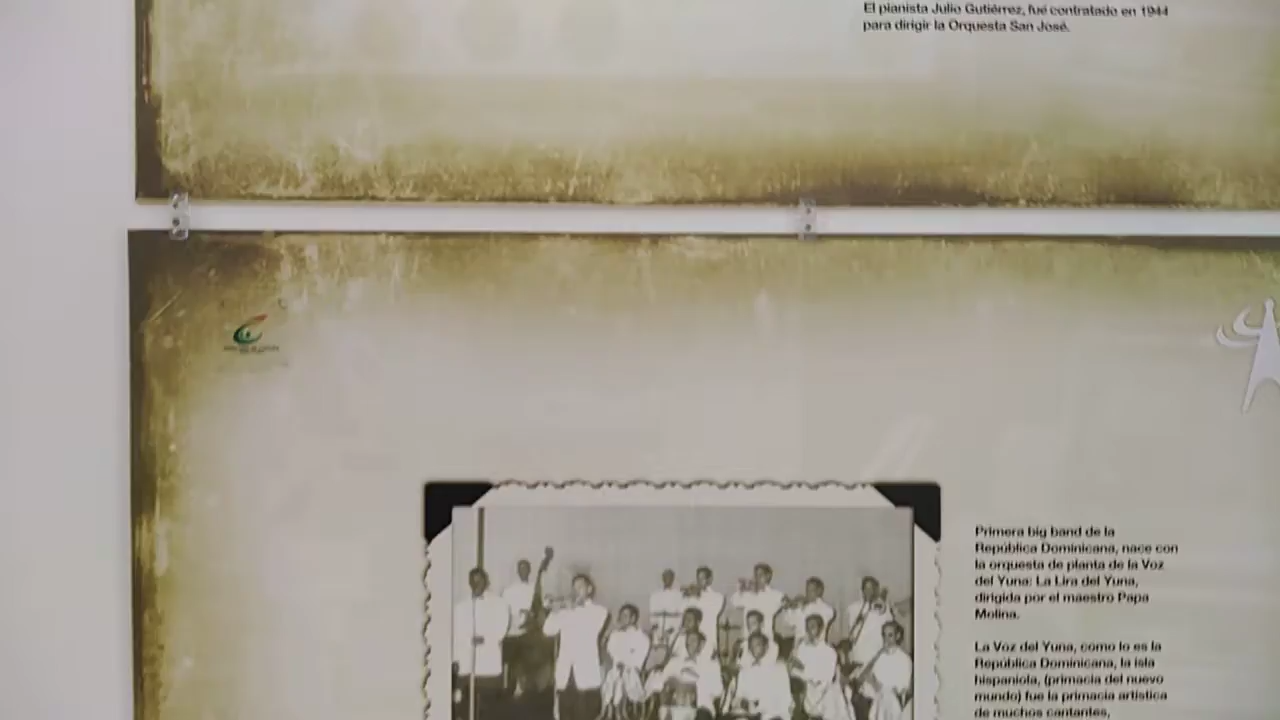 El pianista Julio Gutiérrez, fué contratado en 1944
para dirigir la Orquesta San José.
Primera big band de la
República Dominicana, nace con
la orquesta de planta de la Voz
del Yuna: La Lira del Yuna,
dirigida por el maestro Papa
Molina.
La Voz del Yuna, como lo es la
República Dominicana, la isla
hispaniola, (primacía del nuevo
mundo) fue la primacía artística
de muchos cantantes,